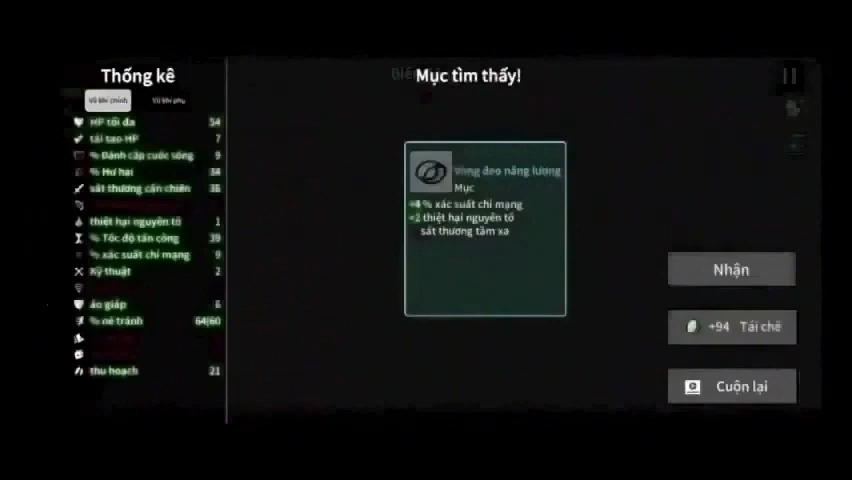 Thống kê
Vũ khí chính
Vũ khí phụ
HP tối đa 54
tái tạo HP 7
% Đánh cắp cuộc sống 9
% Hư hại 34
sát thương cận chiến
thiệt hại nguyên tố 1
% Tốc độ tấn công 39
% xác suất chí mạng 9
Kỹ thuật 2
áo giáp 6
% né tránh 64|60
thu hoạch 21
Mục tìm thấy!
Vòng đeo năng lượng
Mục
+4 % xác suất chí mạng
+2 thiệt hại nguyên tố
sát thương tầm xa
Nhận
+94 Tái chế
Cuộn lại